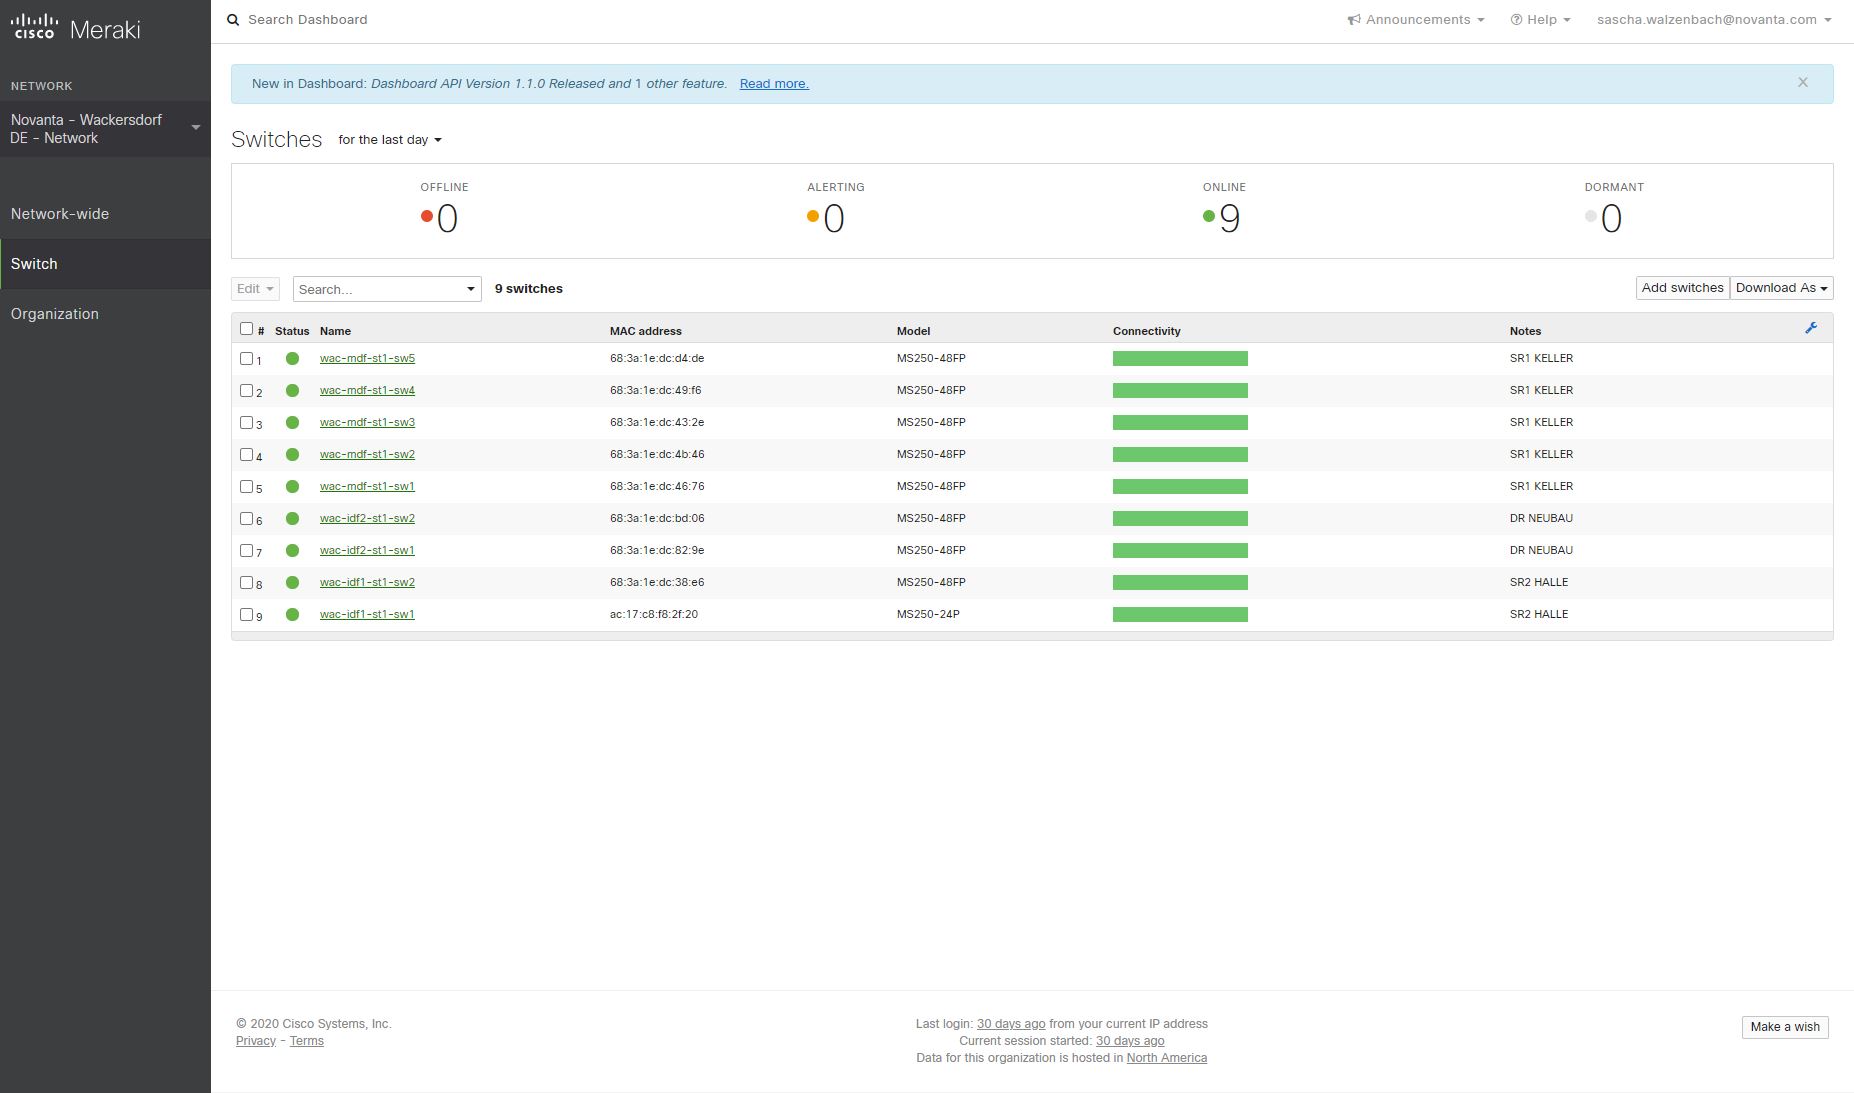 cisco Meraki
Search Dashboard
Announcements
Help
sascha.walzenbach@novanta.com
NETWORK
Novanta - Wackersdorf
DE - Network
Network-wide
Switch
Organization
New in Dashboard: Dashboard API Version 1.1.0 Released and 1 other feature. Read more.
Switches for the last day
OFFLINE ALERTING ONLINE DORMANT
0 0 9 0
Edit Search... 9 switches Add switches Download As
# Status Name MAC address Model Connectivity Notes
1 wac-mdf-st1-sw5 68:3a:1e:dc:d4:de MS250-48FP SR1 KELLER
2 wac-mdf-st1-sw4 68:3a:1e:dc:49:f6 MS250-48FP SR1 KELLER
3 wac-mdf-st1-sw3 68:3a:1e:dc:43:2e MS250-48FP SR1 KELLER
4 wac-mdf-st1-sw2 68:3a:1e:dc:4b:46 MS250-48FP SR1 KELLER
5 wac-mdf-st1-sw1 68:3a:1e:dc:46:76 MS250-48FP SR1 KELLER
6 wac-idf2-st1-sw2 68:3a:1e:dc:bd:06 MS250-48FP DR NEUBAU
7 wac-idf2-st1-sw1 68:3a:1e:dc:82:9e MS250-48FP DR NEUBAU
8 wac-idf1-st1-sw2 68:3a:1e:dc:38:e6 MS250-48FP SR2 HALLE
9 wac-idf1-st1-sw1 ac:17:c8:f8:2f:20 MS250-24P SR2 HALLE
© 2020 Cisco Systems, Inc.
Privacy - Terms
Last login: 30 days ago from your current IP address
Current session started: 30 days ago
Data for this organization is hosted in North America
Make a wish